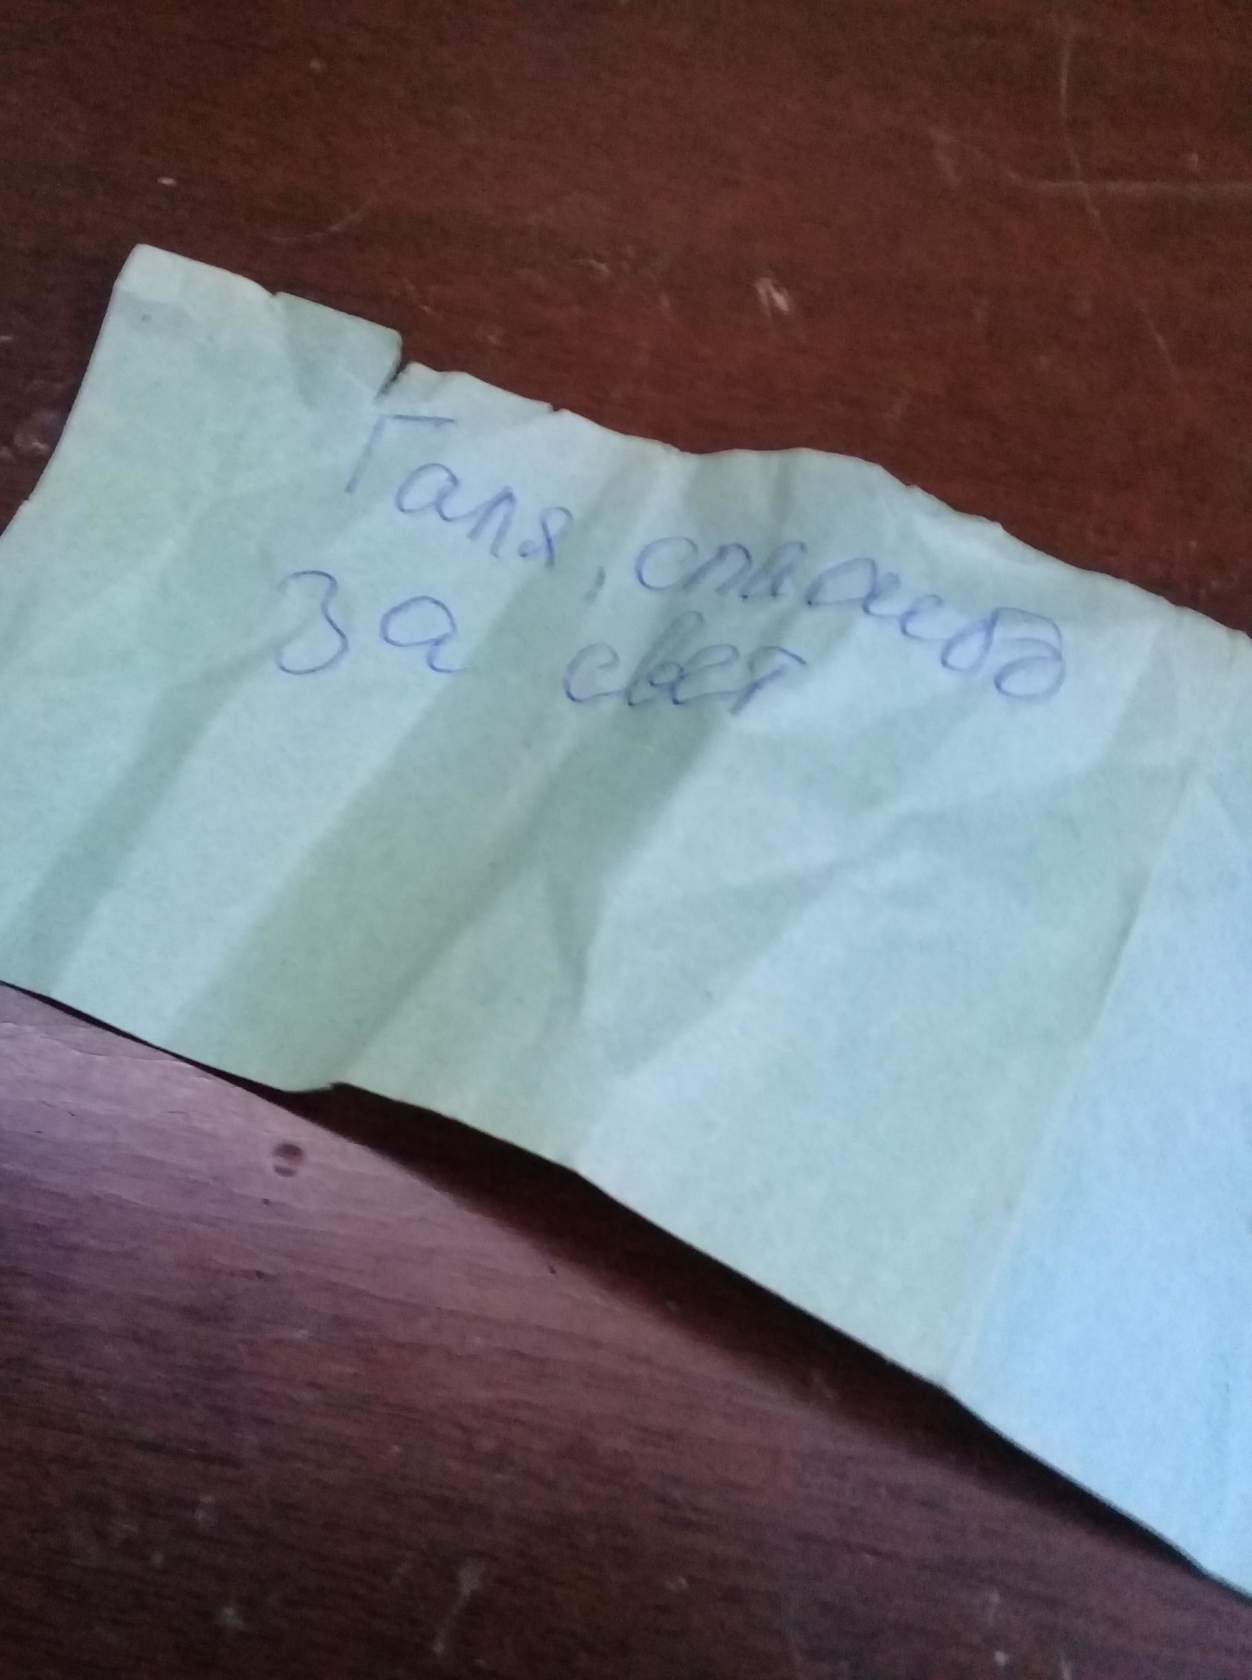 Галя, спасибо
за свет